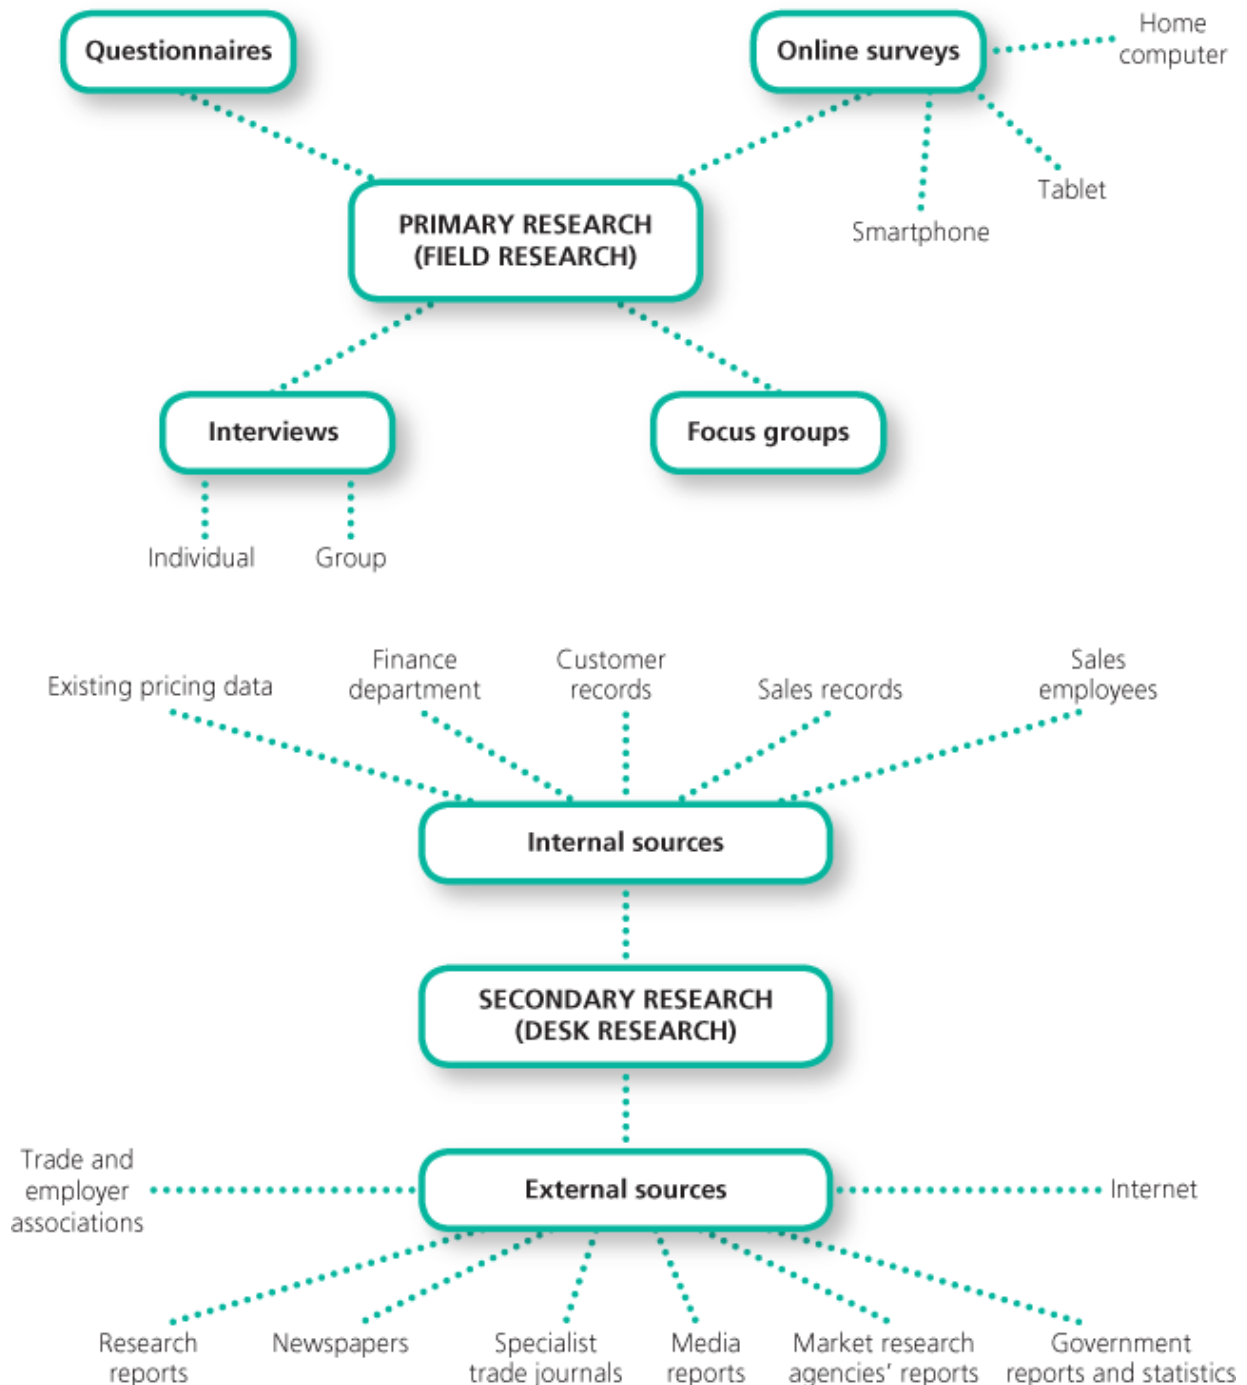 Questionnaires
Online surveys
Home
computer
Tablet
Smartphone
PRIMARY RESEARCH
(FIELD RESEARCH)
Interviews
Focus groups
Individual
Group
Existing pricing data
Finance
department
Customer
records
Sales records
Sales
employees
Internal sources
SECONDARY RESEARCH
(DESK RESEARCH)
Trade and
employer
associations
External sources
Internet
Research
reports
Newspapers
Specialist
trade journals
Media
reports
Market research
agencies’ reports
Government
reports and statistics